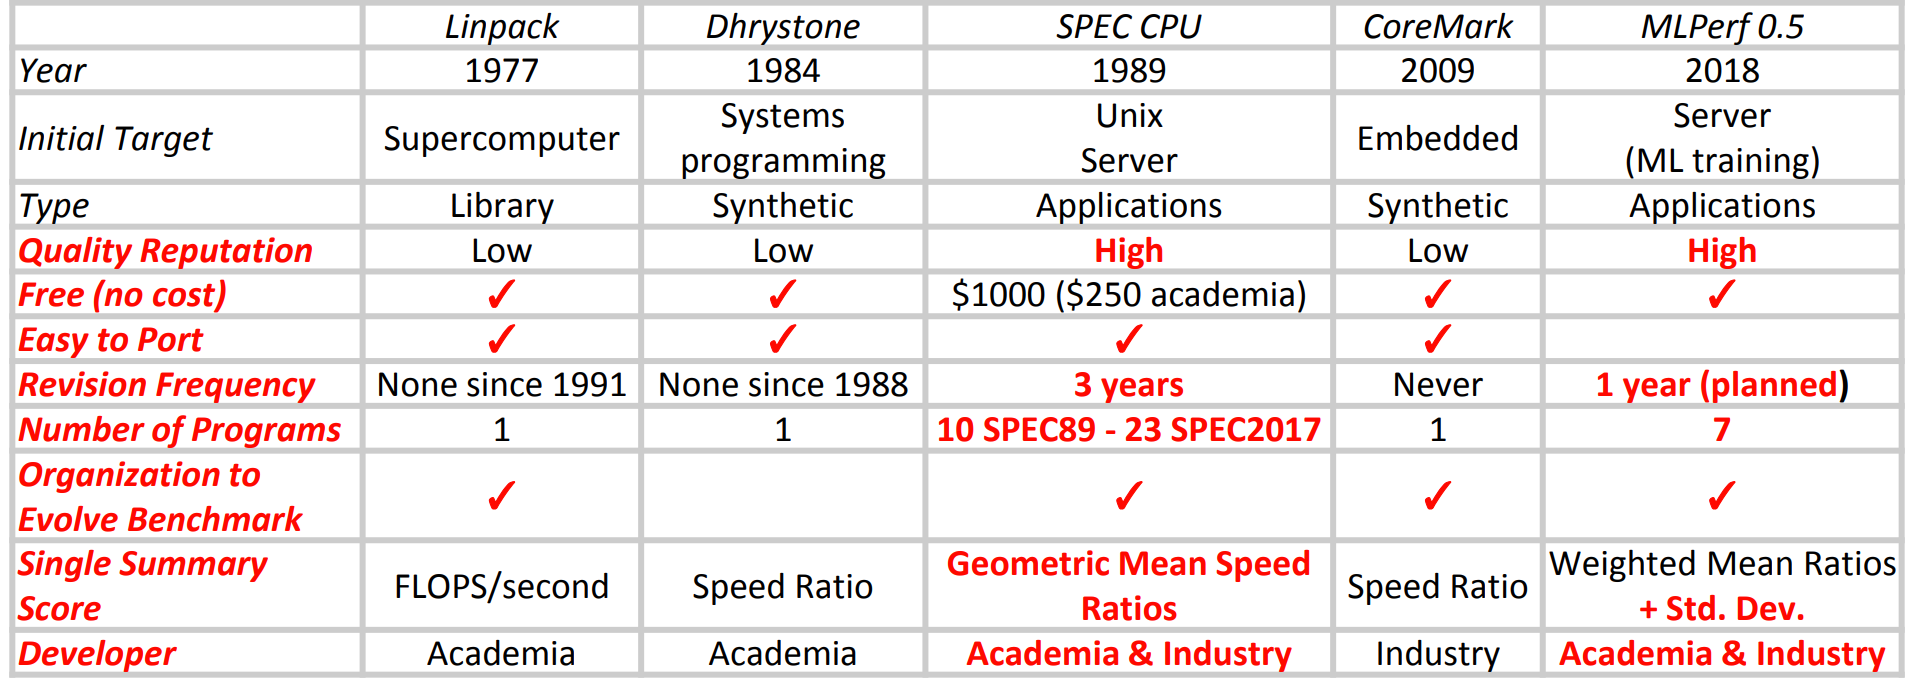 Linpack Dhrystone SPEC CPU CoreMark MLPerf 0.5
Year 1977 1984 1989 2009 2018
Initial Target Supercomputer Systems programming Unix Server Embedded Server (ML training)
Type Library Synthetic Applications Synthetic Applications
Quality Reputation Low Low High Low High
Free (no cost) ✓ ✓ $1000 ($250 academia) ✓ ✓
Easy to Port ✓ ✓ ✓ ✓
Revision Frequency None since 1991 None since 1988 3 years Never 1 year (planned)
Number of Programs 1 1 10 SPEC89 - 23 SPEC2017 1 7
Organization to Evolve Benchmark ✓ ✓ ✓ ✓
Single Summary Score FLOPS/second Speed Ratio Geometric Mean Speed Ratios Speed Ratio Weighted Mean Ratios + Std. Dev.
Developer Academia Academia Academia & Industry Industry Academia & Industry